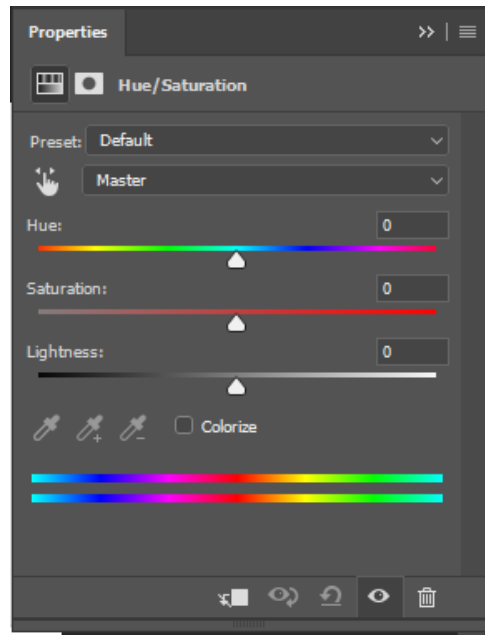 Properties
Hue/Saturation
Preset: Default
Master
Hue: 0
Saturation: 0
Lightness: 0
Colorize